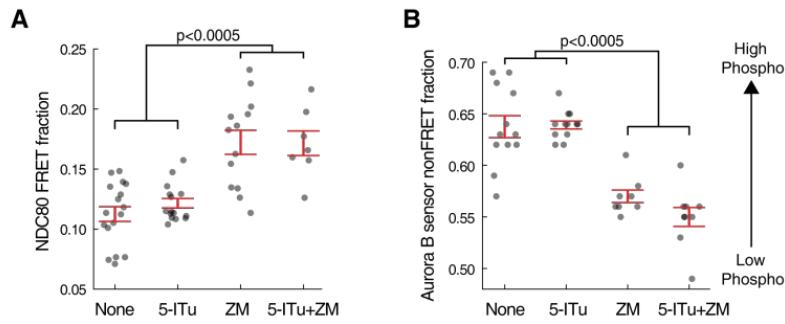 A
p<0.0005
NDC80 FRET fraction
0.25
0.20
0.15
0.10
0.05
None
5-ITu
ZM
5-ITu+ZM
B
p<0.0005
Aurora B sensor nonFRET fraction
0.70
0.65
0.60
0.55
0.50
None
5-ITu
ZM
5-ITu+ZM
High
Phospho
Low
Phospho